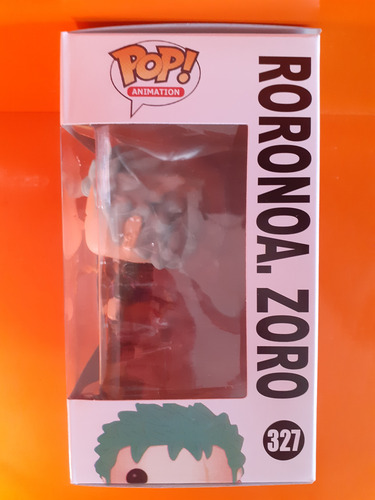 POP!
ANIMATION
RORONOA. ZORO
327